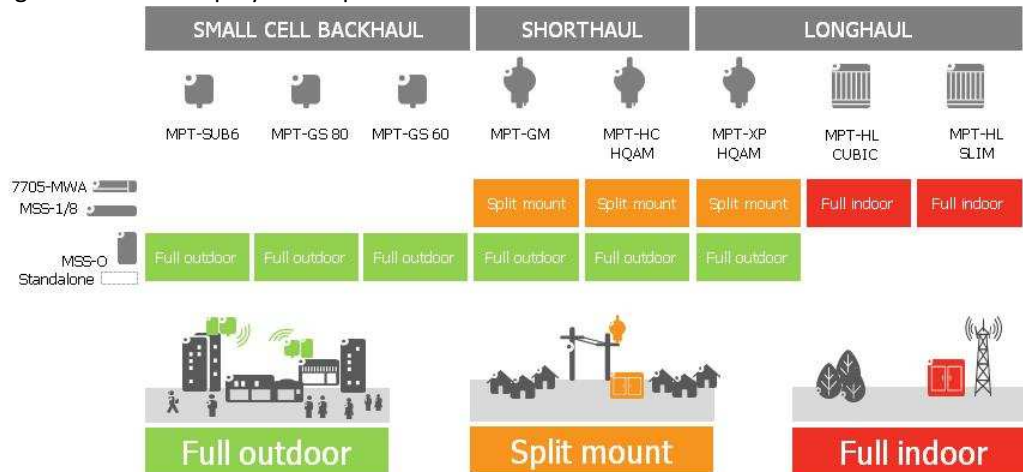 SMALL CELL BACKHAUL SHORTHAUL LONGHAUL
MPT-SUB6 MPT-GS 80 MPT-GS 60 MPT-GM MPT-HC HQAM MPT-XP HQAM MPT-HL CUBIC MPT-HL SLIM
7705-MWA
MSS-1/8
Split mount Split mount Split mount Full indoor Full indoor
MSS-O
Standalone
Full outdoor Full outdoor Full outdoor Full outdoor Full outdoor Full outdoor
Full outdoor Split mount Full indoor